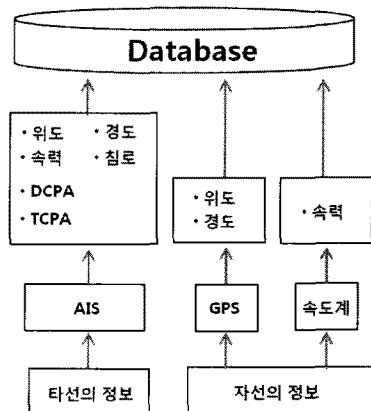 Database
· 위도 · 경도
· 속력 · 침로
· DCPA
· TCPA
· 위도
· 경도
· 속력
AIS
GPS
속도계
타선의 정보
자선의 정보